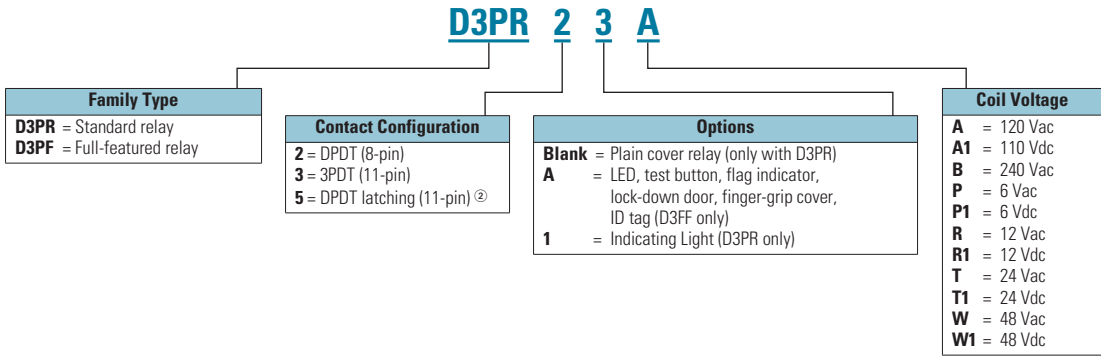 D3PR 2 3 A
Family Type
D3PR = Standard relay
D3PF = Full-featured relay
Contact Configuration
2 = DPDT (8-pin)
3 = 3PDT (11-pin)
5 = DPDT latching (11-pin) ②
Options
Blank = Plain cover relay (only with D3PR)
A = LED, test button, flag indicator,
lock-down door, finger-grip cover,
ID tag (D3FF only)
1 = Indicating Light (D3PR only)
Coil Voltage
A = 120 Vac
A1 = 110 Vdc
B = 240 Vac
P = 6 Vac
P1 = 6 Vdc
R = 12 Vac
R1 = 12 Vdc
T = 24 Vac
T1 = 24 Vdc
W = 48 Vac
W1 = 48 Vdc